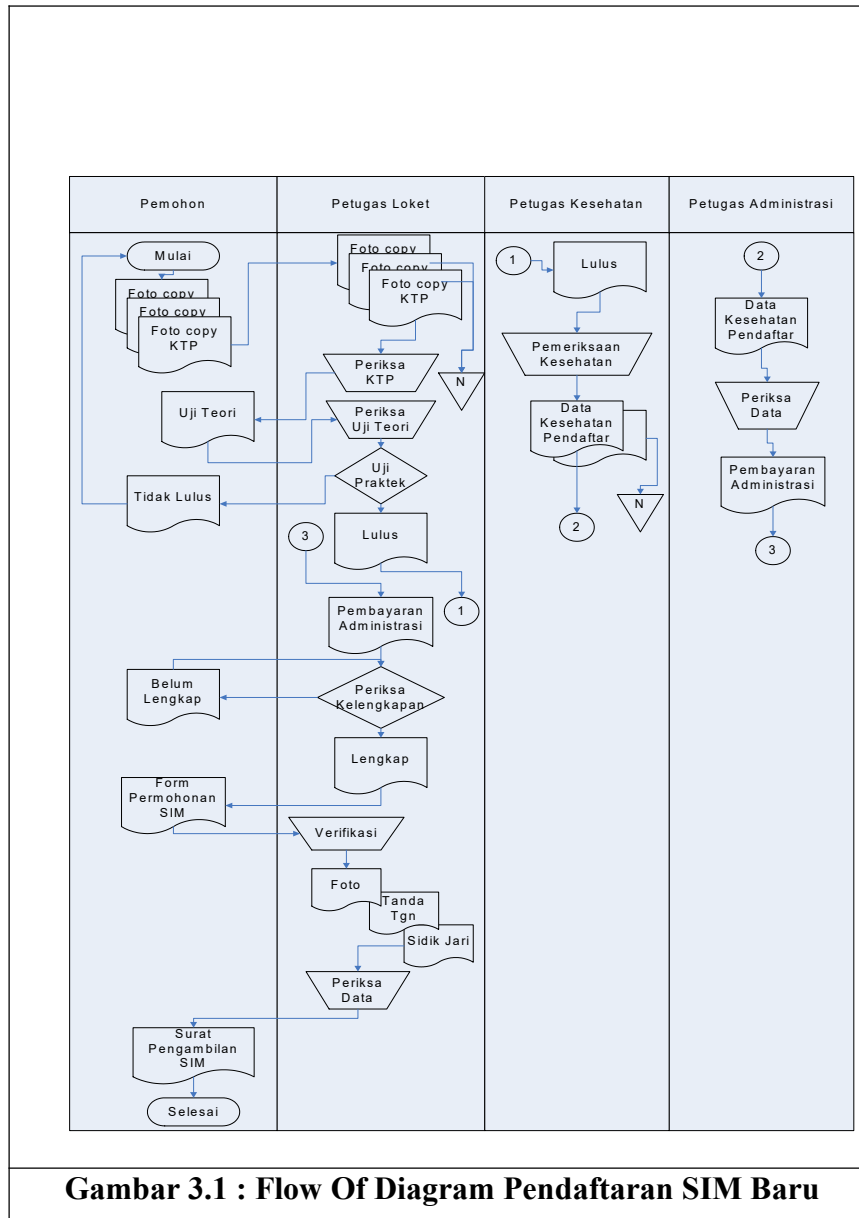 Pemohon
Petugas Loket
Petugas Kesehatan
Petugas Administrasi
Mulai
Foto copy
Foto copy
Foto copy
KTP
Uji Teori
Tidak Lulus
Belum
Lengkap
Form
Permohonan
SIM
Surat
Pengambilan
SIM
Selesai
Foto copy
Foto copy
Foto copy
KTP
Periksa
KTP
N
Periksa
Uji Teori
Uji
Praktek
3
Lulus
1
Pembayaran
Administrasi
Periksa
Kelengkapan
Lengkap
Verifikasi
Foto
Tanda
Tgn
Sidik Jari
Periksa
Data
1
Lulus
Pemeriksaan
Kesehatan
Data
Kesehatan
Pendaftar
N
2
2
Data
Kesehatan
Pendaftar
Periksa
Data
Pembayaran
Administrasi
3
Gambar 3.1 : Flow Of Diagram Pendaftaran SIM Baru